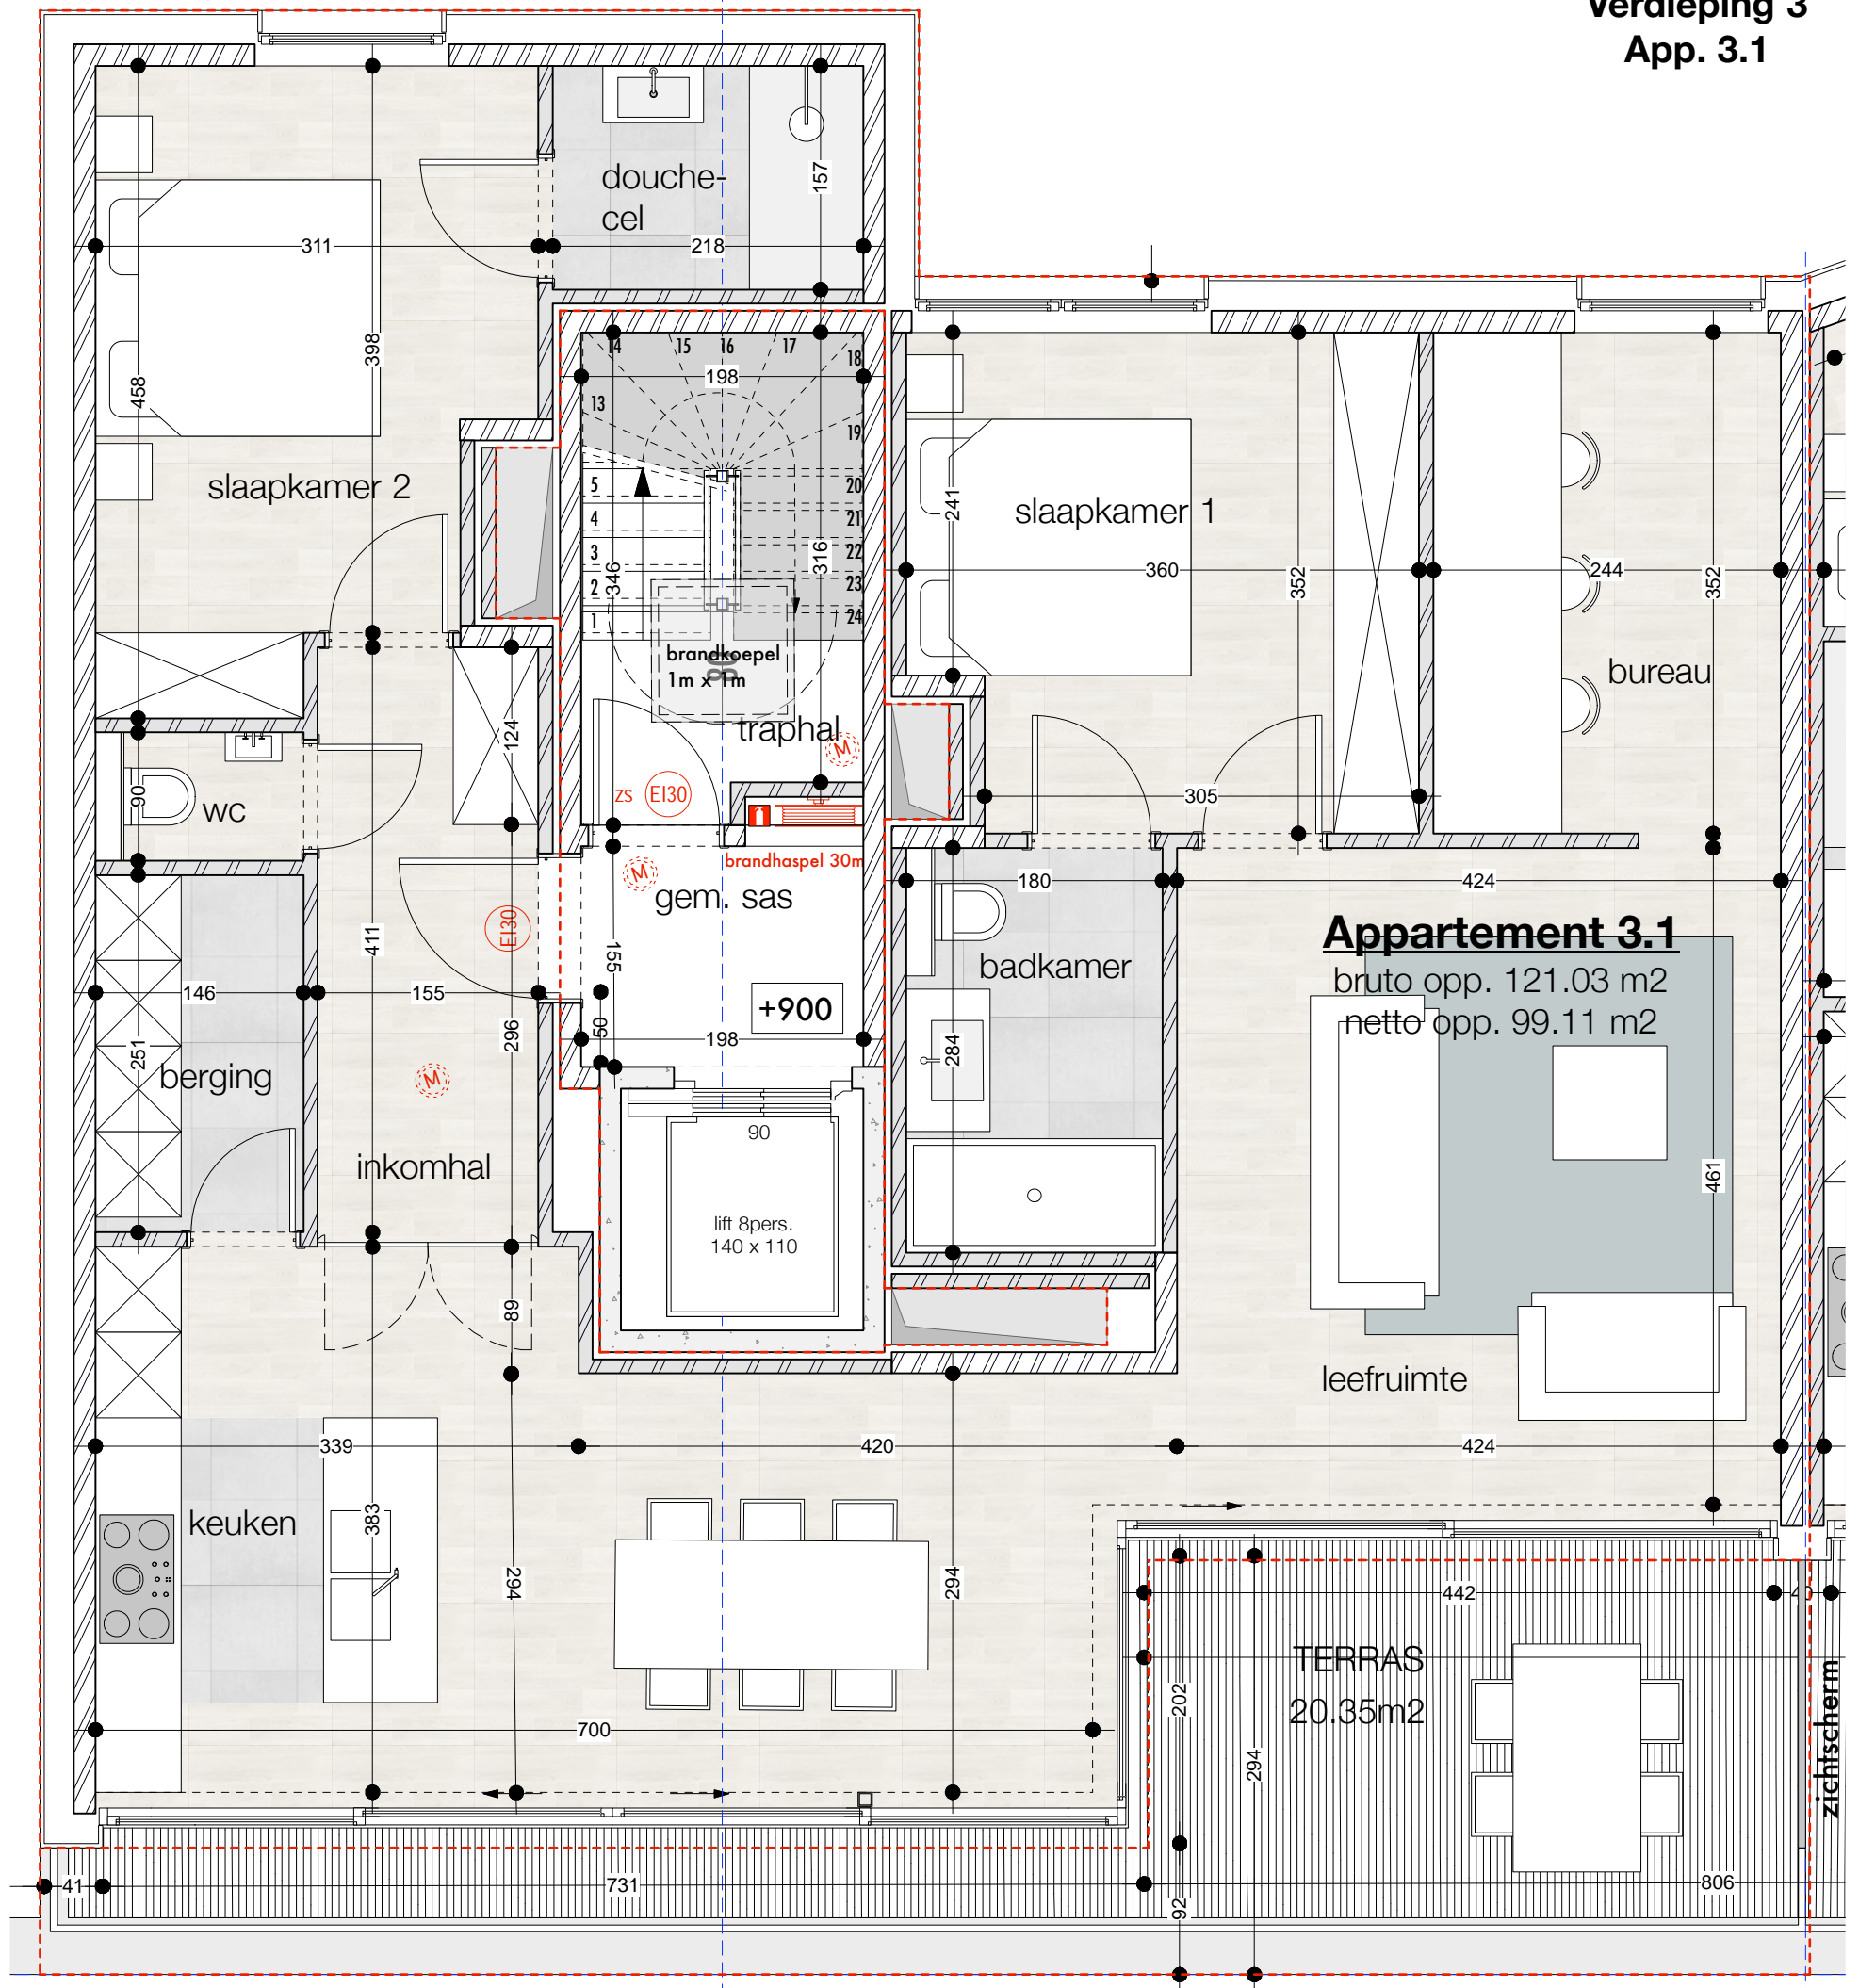 Verdieping 3
App. 3.1
douche-
cel
157
311
218
398
458
14
15
16
17
18
198
13
19
slaapkamer 2
5
4
3
2
1
346
316
20
21
22
23
24
241
slaapkamer 1
360
352
244
352
bureau
brandkoepel
1m x 1m
traphal
M
124
90
wc
zs
EI30
305
brandhaspel 30m
M
gem. sas
180
424
Appartement 3.1
bruto opp. 121.03 m2
netto opp. 99.11 m2
EI30
411
155
badkamer
146
155
+900
296
50
198
284
251
berging
M
90
inkomhal
461
lift 8pers.
140 x 110
89
leefruimte
339
420
424
keuken
383
294
294
442
TERRAS
20.35m2
202
700
294
zichtscherm
41
731
806
92